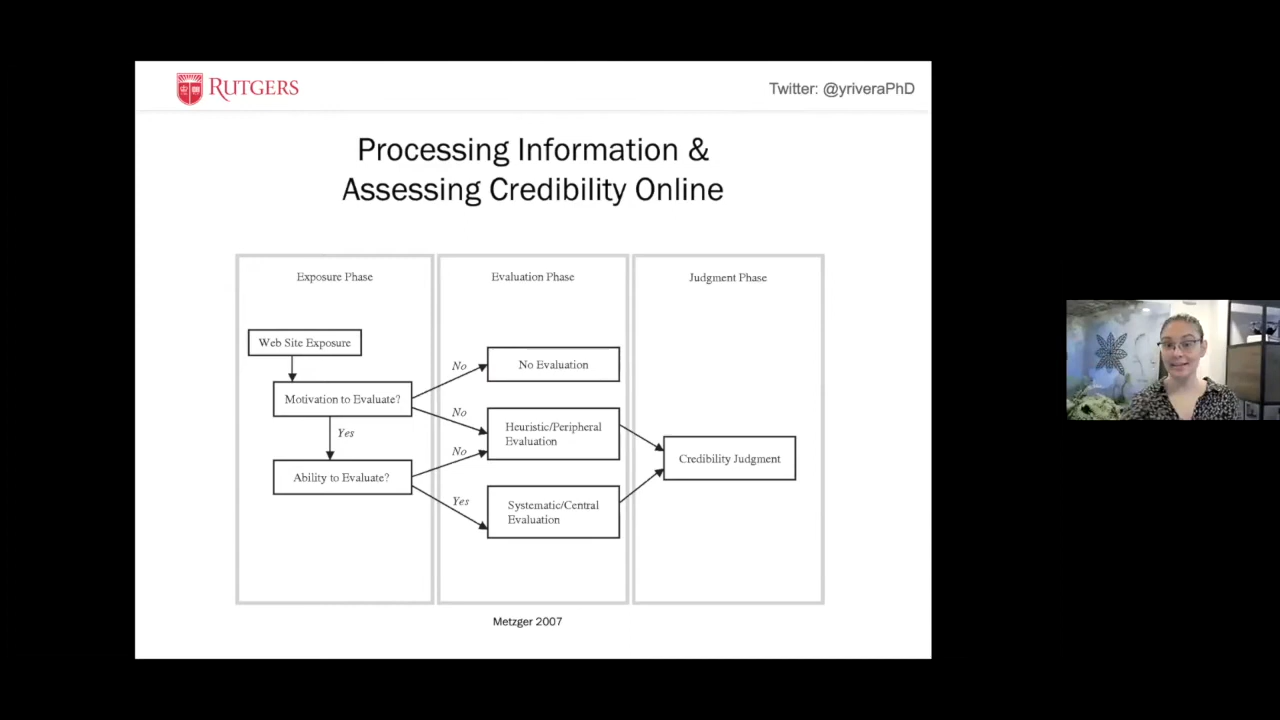 RUTGERS
Twitter: @yriveraPhD
Processing Information &
Assessing Credibility Online
Exposure Phase
Evaluation Phase
Judgment Phase
Web Site Exposure
Motivation to Evaluate?
Yes
Ability to Evaluate?
No
No
No
Yes
No Evaluation
Heuristic/Peripheral
Evaluation
Systematic/Central
Evaluation
Credibility Judgment
Metzger 2007